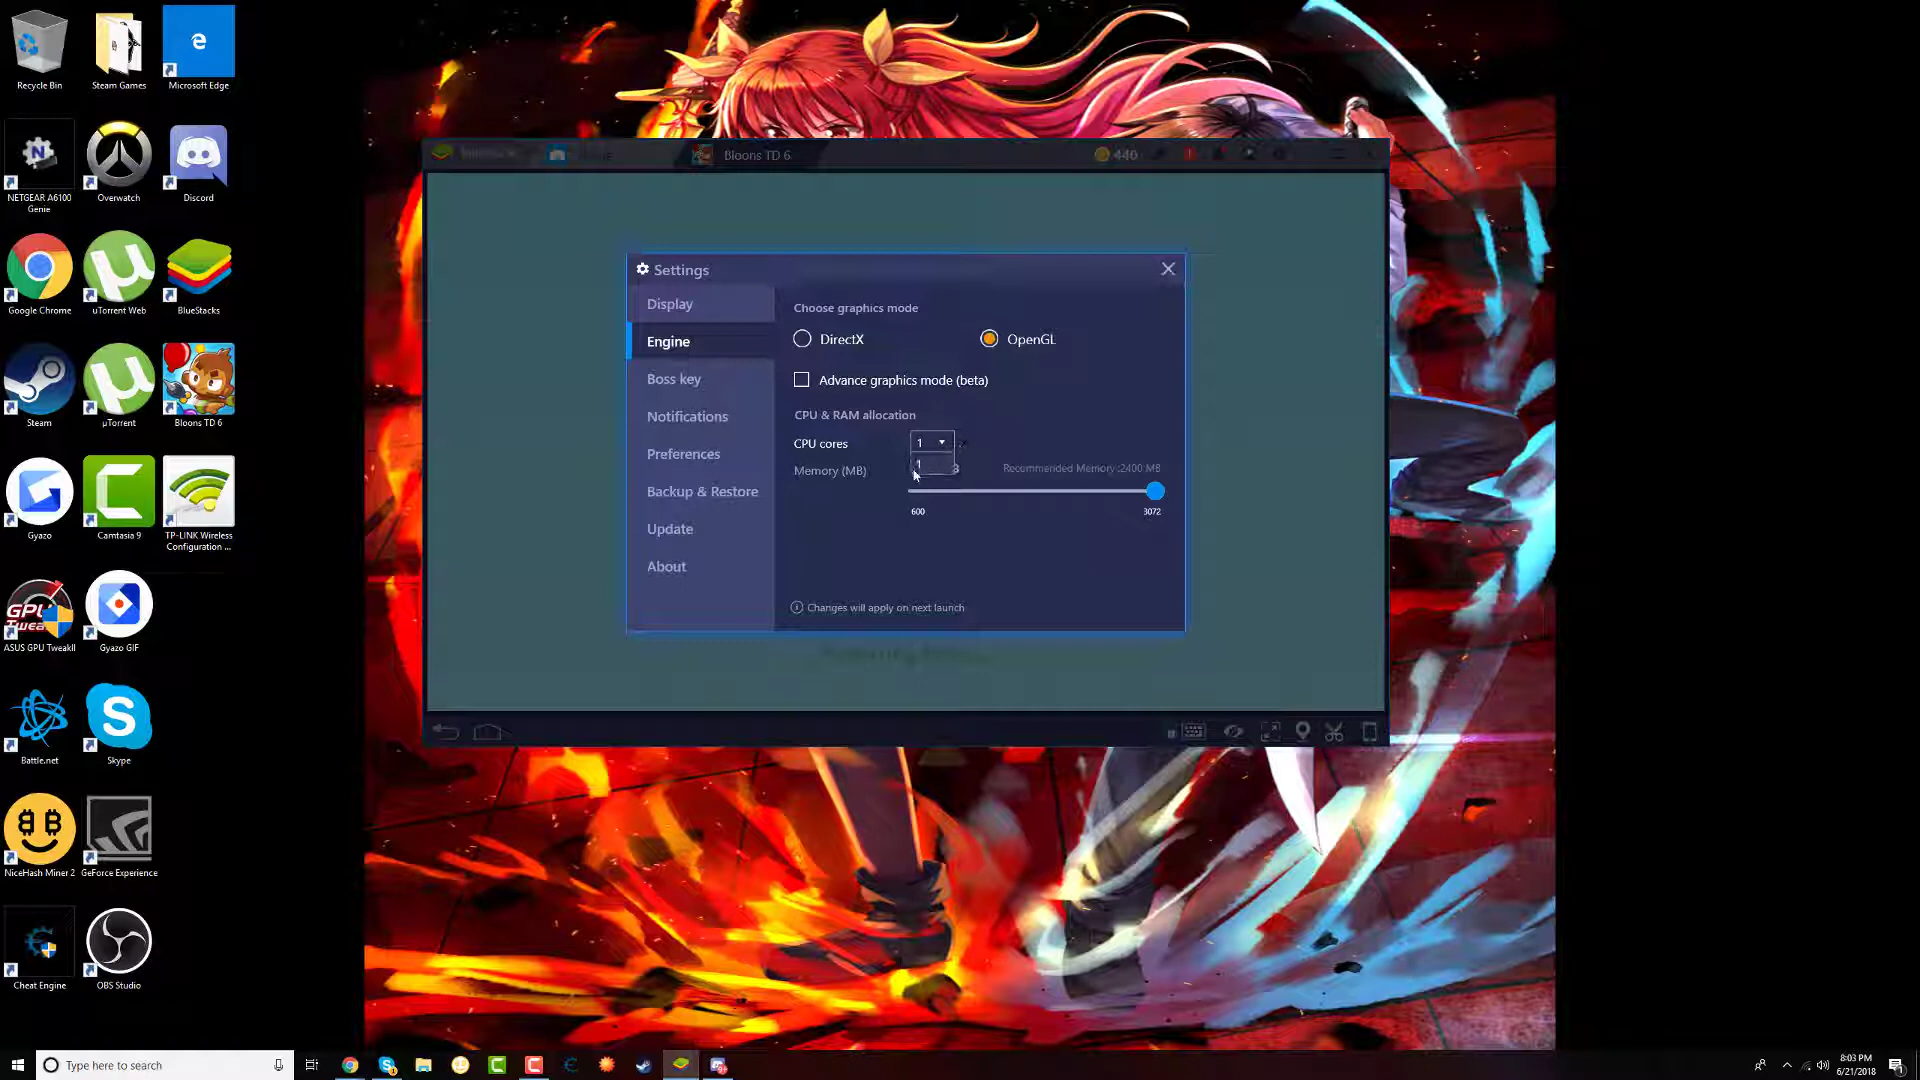 Recycle Bin
Steam Games
Microsoft Edge
NETGEAR A6100
Genie
Overwatch
Discord
Google Chrome
uTorrent Web
BlueStacks
Steam
µTorrent
Bloons TD 6
Gyazo
Camtasia 9
TP-LINK Wireless
Configuration ...
ASUS GPU TweakII
Gyazo GIF
Battle.net
Skype
NiceHash Miner 2
GeForce Experience
Cheat Engine
OBS Studio
Bloons TD 6
440
Settings
Display
Engine
Boss key
Notifications
Preferences
Backup & Restore
Update
About
Choose graphics mode
DirectX
OpenGL
Advance graphics mode (beta)
CPU & RAM allocation
CPU cores
1
1
Memory (MB)
Recommended Memory :2400 MB
600
3072
Changes will apply on next launch
Type here to search
8:03 PM
6/21/2018